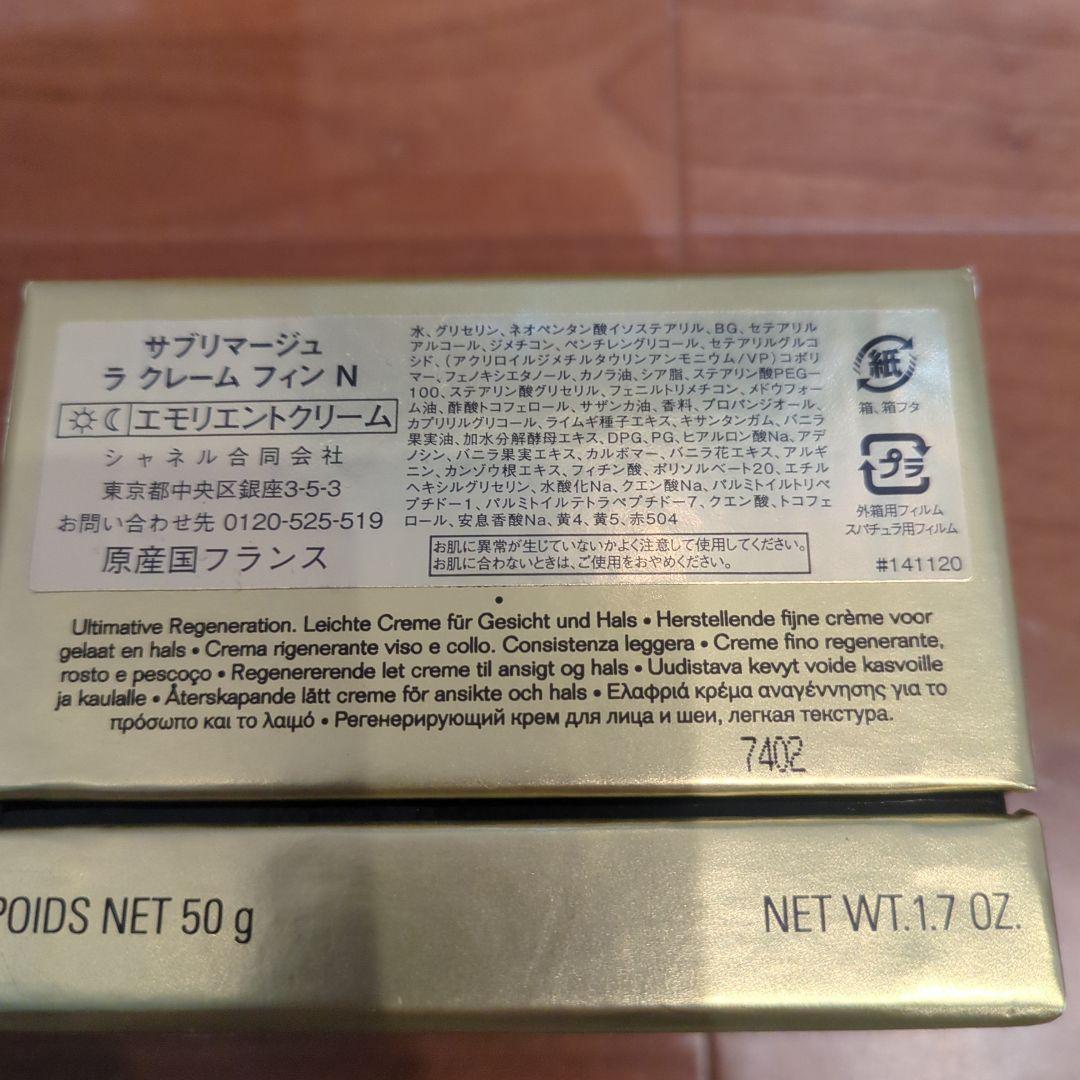 サブリマージュ
ラ クレーム フィン N
エモリエントクリーム
シャネル合同会社
東京都中央区銀座3-5-3
お問い合わせ先 0120-525-519
原産国フランス
水、グリセリン、ネオペンタン酸イソステアリル、BG、セテアリル
アルコール、ジメチコン、ペンチレングリコール、セテアリルグルコ
シド、(アクリロイルジメチルタウリンアンモニウム/VP)コポリ
マー、フェノキシエタノール、カノラ油、シア脂、ステアリン酸PEG-
100、ステアリン酸グリセリル、フェニルトリメチコン、メドウフォー
ム油、酢酸トコフェロール、サザンカ油、香料、プロパンジオール、
カプリリルグリコール、ライムギ種子エキス、キサンタンガム、バニラ
果実油、加水分解酵母エキス、DPG、PG、ヒアルロン酸Na、アデ
ノシン、バニラ果実エキス、カルボマー、バニラ花エキス、アルギ
ニン、カンゾウ根エキス、フィチン酸、ポリソルベート20、エチル
ヘキシルグリセリン、水酸化Na、クエン酸Na、パルミトイルトリペ
プチドー1、パルミトイルテトラペプチドー7、クエン酸、トコフェ
ロール、安息香酸Na、黄4、黄5、赤504
お肌に異常が生じていないかよく注意して使用してください。
お肌に合わないときは、ご使用をおやめください。
紙
箱、箱フタ
プラ
外箱用フィルム
スパチュラ用フィルム
#141120
Ultimative Regeneration. Leichte Creme für Gesicht und Hals • Herstellende fijne crème voor
gelaat en hals • Crema rigenerante viso e collo. Consistenza leggera • Creme fino regenerante,
rosto e pescoço • Regenererende let creme til ansigt og hals • Uudistava kevyt voide kasvoille
ja kaulalle • Återskapande lätt creme för ansikte och hals • Ελαφριά κρέμα αναγέννησης για το
πρόσωπο και το λαιμό • Регенерирующий крем для лица и шеи, легкая текстура.
7402
POIDS NET 50 g
NET WT.1.7 OZ.